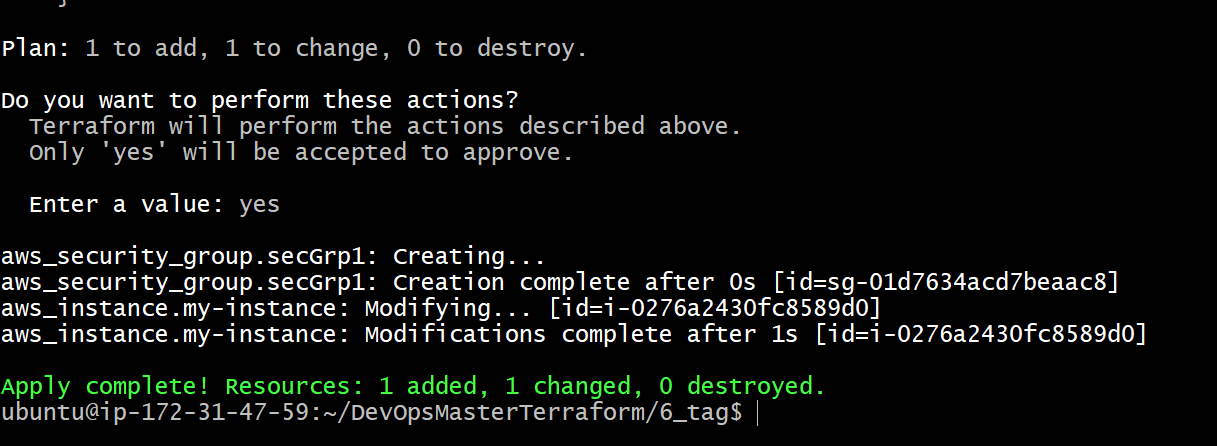 }
Plan: 1 to add, 1 to change, 0 to destroy.
Do you want to perform these actions?
Terraform will perform the actions described above.
Only 'yes' will be accepted to approve.
Enter a value: yes
aws_security_group.secGrp1: Creating...
aws_security_group.secGrp1: Creation complete after 0s [id=sg-01d7634acd7beaac8]
aws_instance.my-instance: Modifying... [id=i-0276a2430fc8589d0]
aws_instance.my-instance: Modifications complete after 1s [id=i-0276a2430fc8589d0]
Apply complete! Resources: 1 added, 1 changed, 0 destroyed.
ubuntu@ip-172-31-47-59:~/DevOpsMasterTerraform/6_tag$